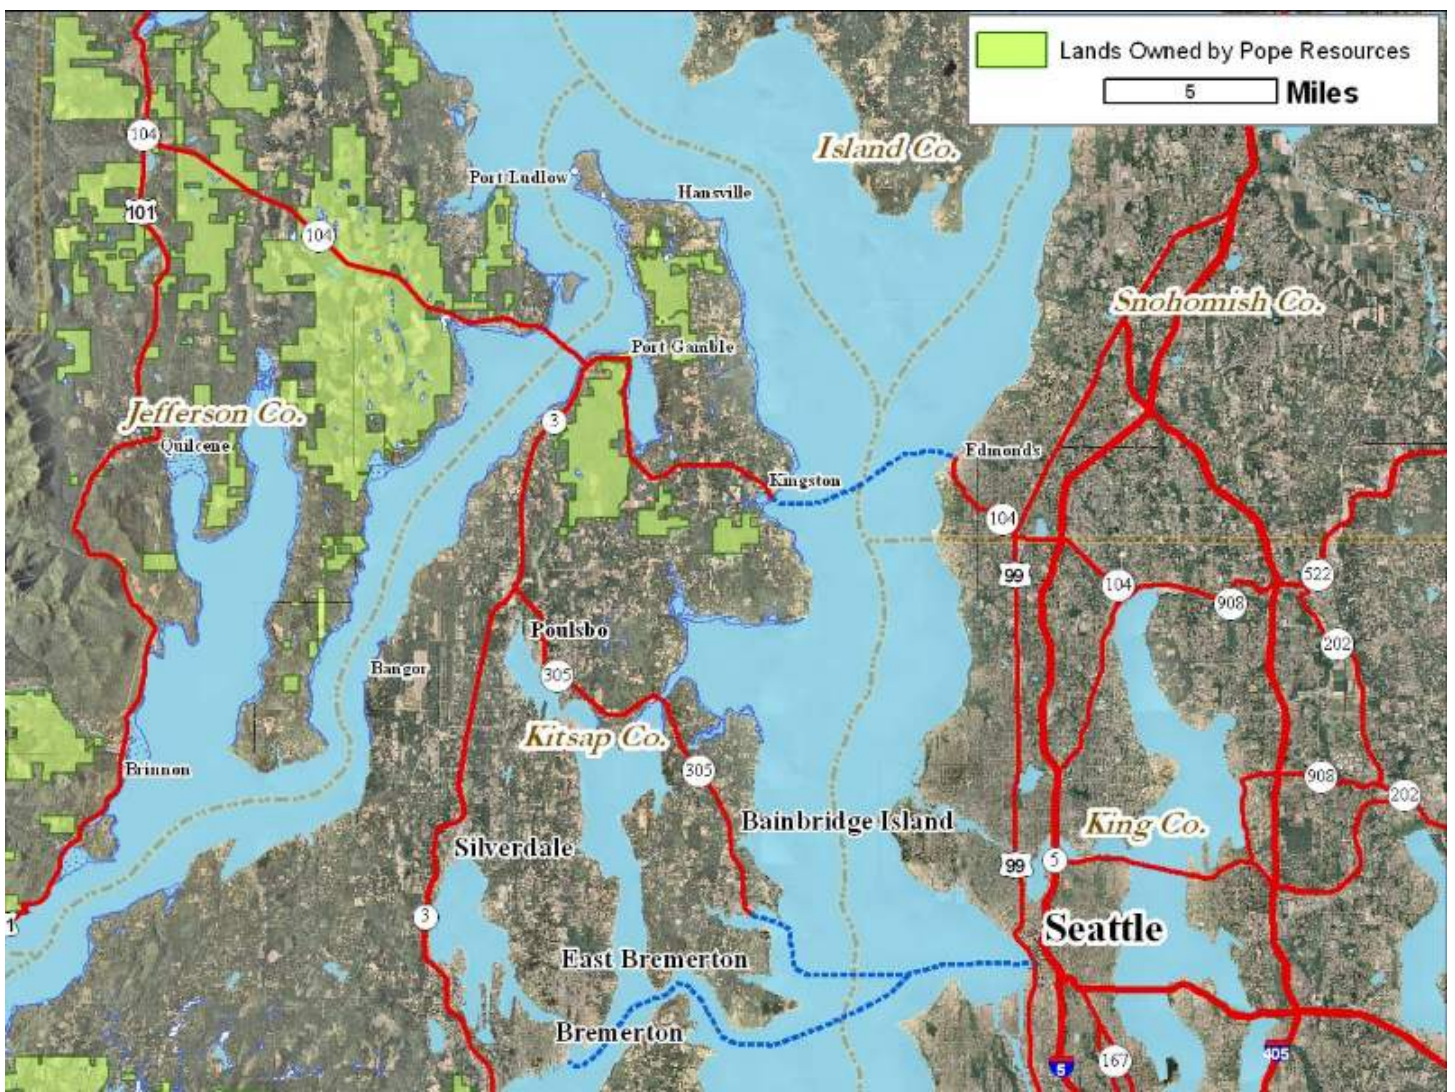 Lands Owned by Pope Resources
5 Miles
104
Island Co.
Port Ludlow
Hansville
101
104
Snohomish Co.
Port Gamble
Jefferson Co.
3
Quilcene
Edmonds
Kingston
104
99
104
522
908
Poulsbo
202
Bangor
305
Kitsap Co.
Brinnon
305
908
202
Bainbridge Island
King Co.
Silverdale
99
5
3
1
Seattle
East Bremerton
Bremerton
5
167
405